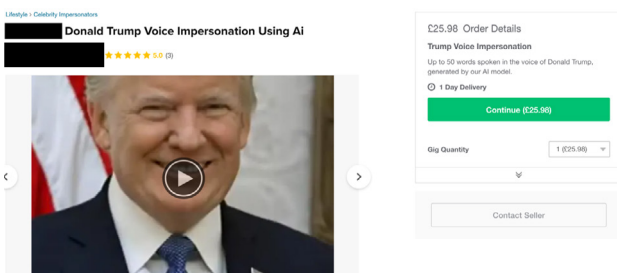 Lifestyle > Celebrity Impersonators
Donald Trump Voice Impersonation Using Ai
5.0 (3)
£25.98 Order Details
Trump Voice Impersonation
Up to 50 words spoken in the voice of Donald Trump,
generated by our AI model.
1 Day Delivery
Continue (£25.98)
Gig Quantity
1 (£25.98)
Contact Seller